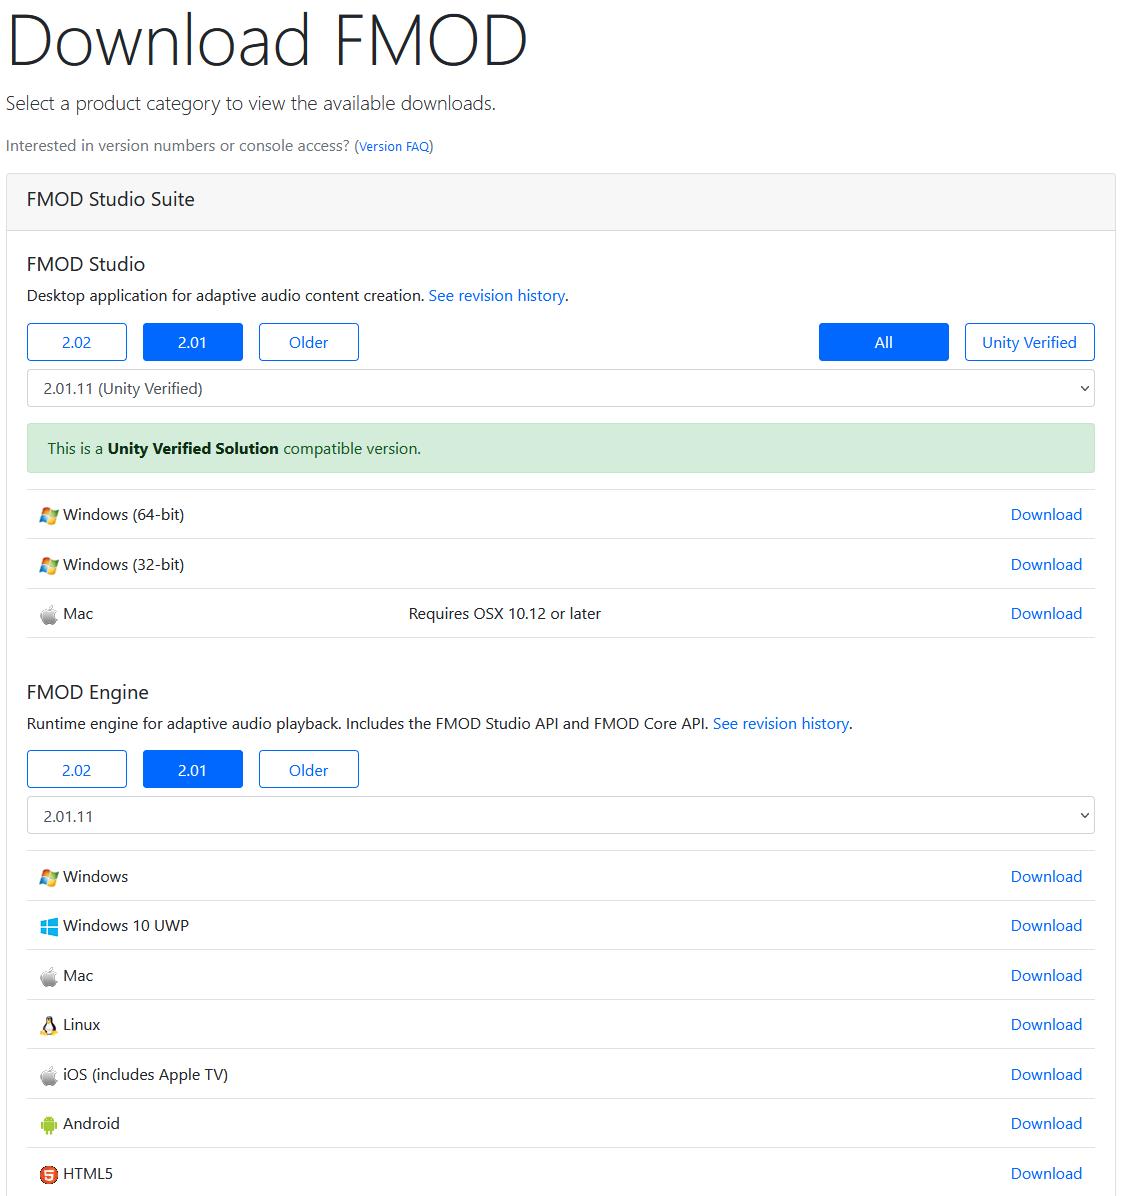 Download FMOD
Select a product category to view the available downloads.
Interested in version numbers or console access? (Version FAQ)
FMOD Studio Suite
FMOD Studio
Desktop application for adaptive audio content creation. See revision history.
2.02 2.01 Older All Unity Verified
2.01.11 (Unity Verified)
This is a Unity Verified Solution compatible version.
Windows (64-bit) Download
Windows (32-bit) Download
Mac Requires OSX 10.12 or later Download
FMOD Engine
Runtime engine for adaptive audio playback. Includes the FMOD Studio API and FMOD Core API. See revision history.
2.02 2.01 Older
2.01.11
Windows Download
Windows 10 UWP Download
Mac Download
Linux Download
iOS (includes Apple TV) Download
Android Download
HTML5 Download